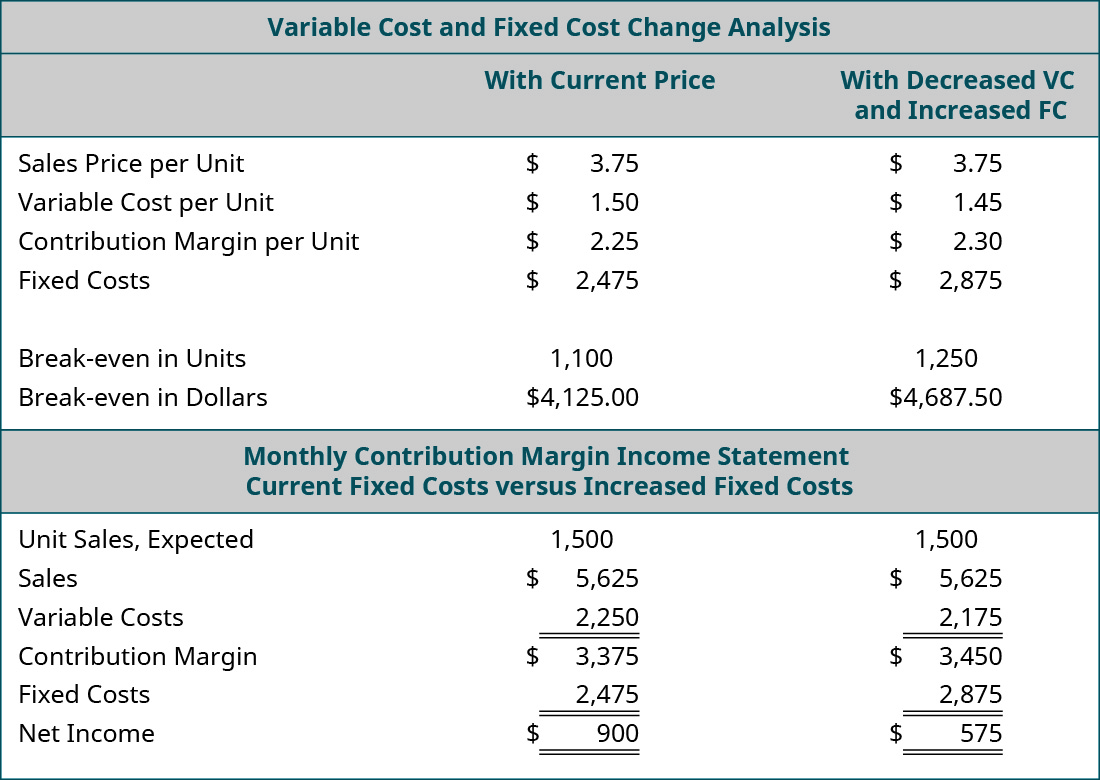 Variable Cost and Fixed Cost Change Analysis
With Current Price With Decreased VC
and Increased FC
Sales Price per Unit $ 3.75 $ 3.75
Variable Cost per Unit $ 1.50 $ 1.45
Contribution Margin per Unit $ 2.25 $ 2.30
Fixed Costs $ 2,475 $ 2,875
Break-even in Units 1,100 1,250
Break-even in Dollars $4,125.00 $4,687.50
Monthly Contribution Margin Income Statement
Current Fixed Costs versus Increased Fixed Costs
Unit Sales, Expected 1,500 1,500
Sales $ 5,625 $ 5,625
Variable Costs 2,250 2,175
Contribution Margin $ 3,375 $ 3,450
Fixed Costs 2,475 2,875
Net Income $ 900 $ 575